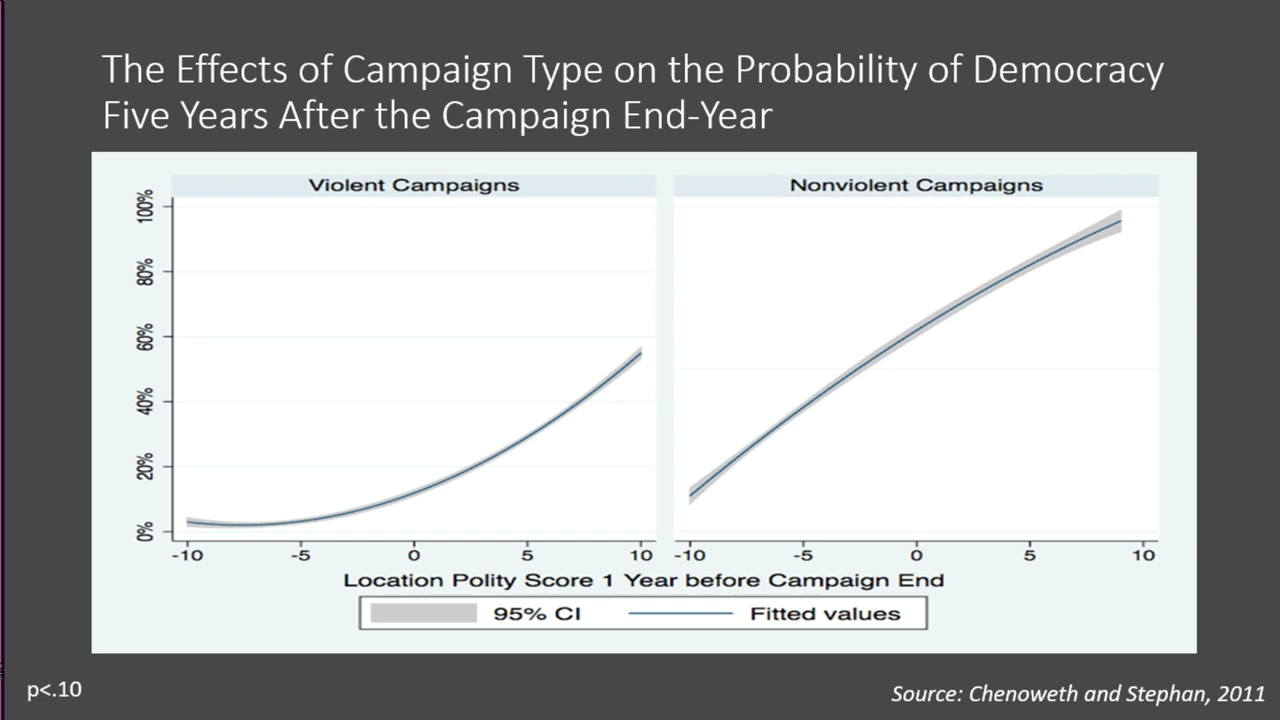 The Effects of Campaign Type on the Probability of Democracy
Five Years After the Campaign End-Year
Violent Campaigns
Nonviolent Campaigns
100%
80%
60%
40%
20%
0%
-10 -5 0 5 10
-10 -5 0 5 10
Location Polity Score 1 Year before Campaign End
95% CI Fitted values
p<.10
Source: Chenoweth and Stephan, 2011